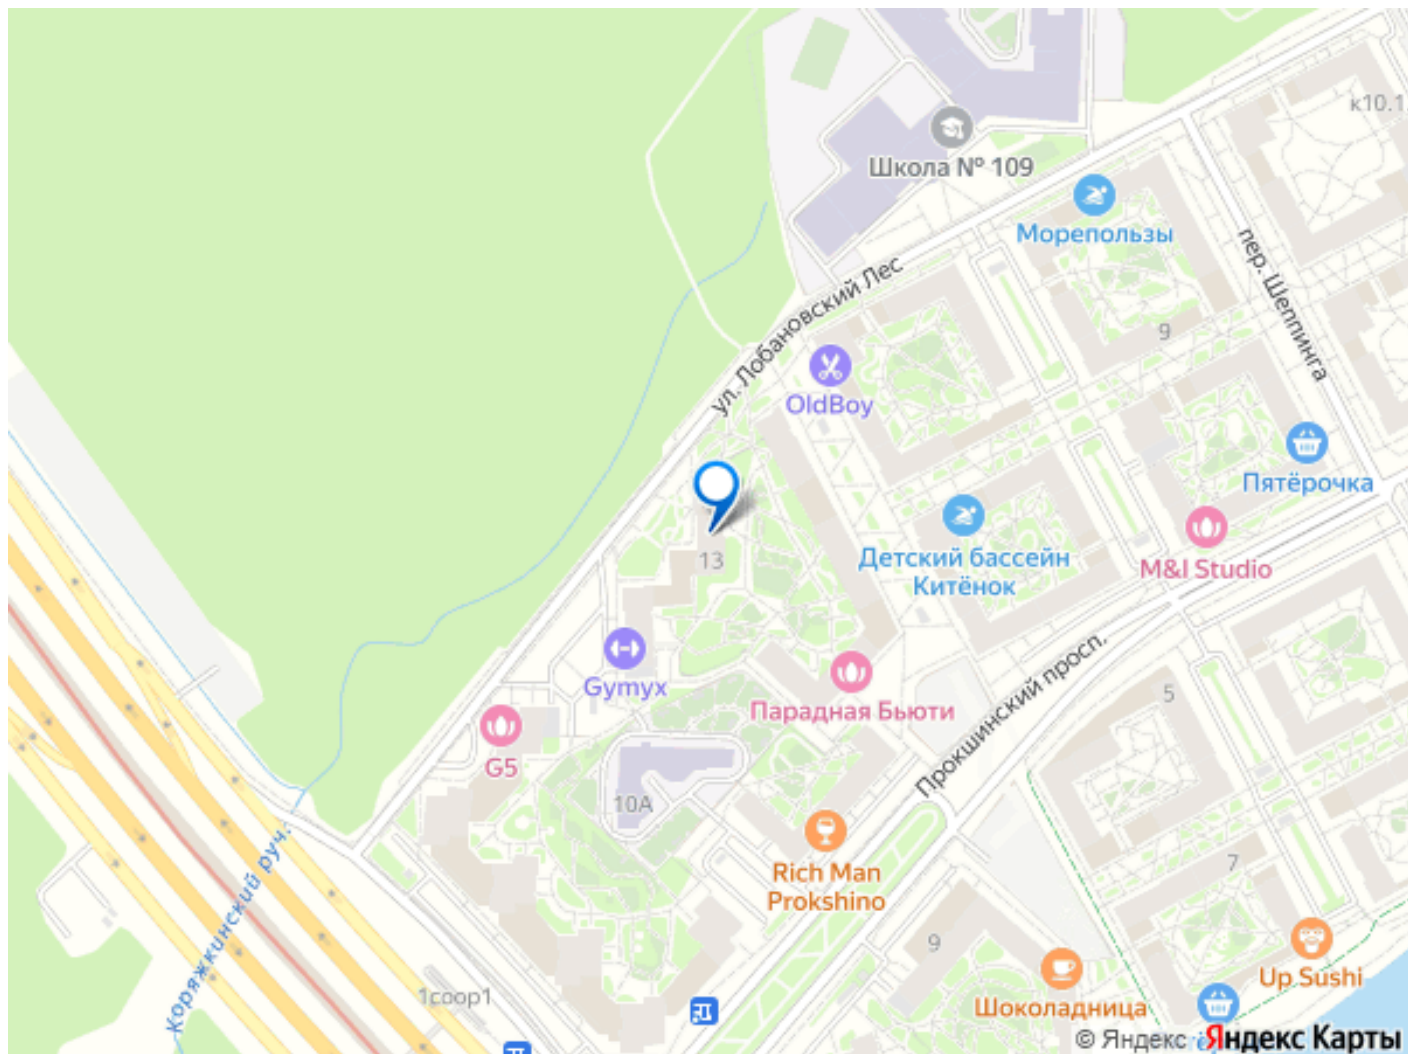 к10.1
Школа № 109
Морепользы
пер. Шеппинга
9
ул. Лобановский Лес
OldBoy
Пятёрочка
13
Детский бассейн
Китёнок
M&I Studio
Gymyx
Парадная Бьюти
Прокшинский просп.
5
G5
10А
Rich Man
Prokshino
7
Коряжкинский руч.
9
Up Sushi
1соор1
Шоколадница
© Яндекс
Яндекс Карты